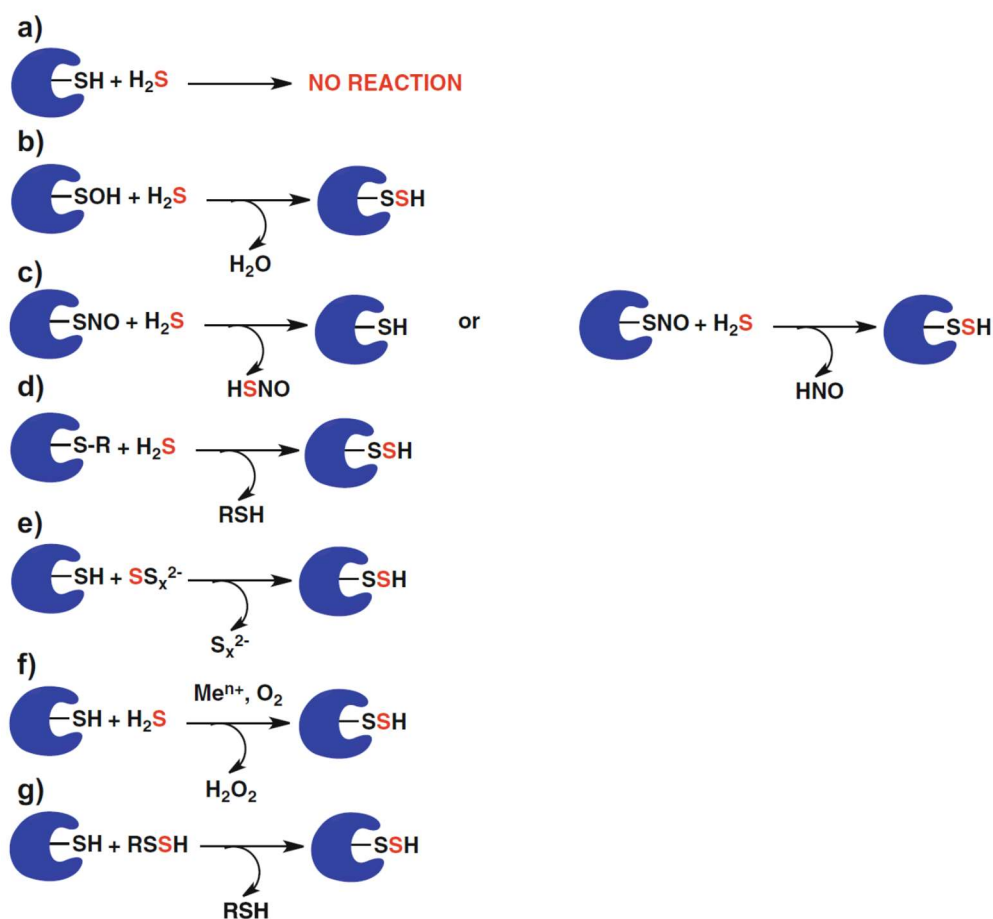 a)
SH + H₂S NO REACTION
b)
SOH + H₂S SSH
H₂O
c)
SNO + H₂S SH or SNO + H₂S SSH
HSNO HNO
d)
S-R + H₂S SSH
RSH
e)
SH + SSₓ²⁻ SSH
Sₓ²⁻
f)
Meⁿ⁺, O₂
SH + H₂S SSH
H₂O₂
g)
SH + RSSH SSH
RSH